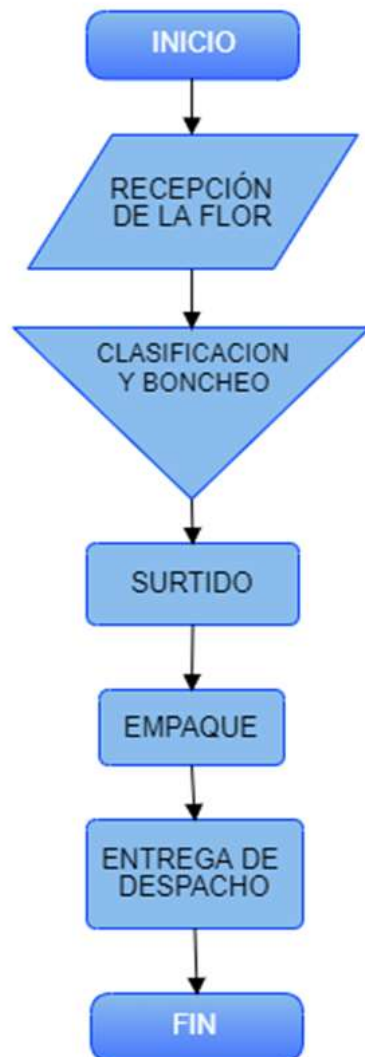 INICIO
RECEPCIÓN
DE LA FLOR
CLASIFICACION
Y BONCHEO
SURTIDO
EMPAQUE
ENTREGA DE
DESPACHO
FIN